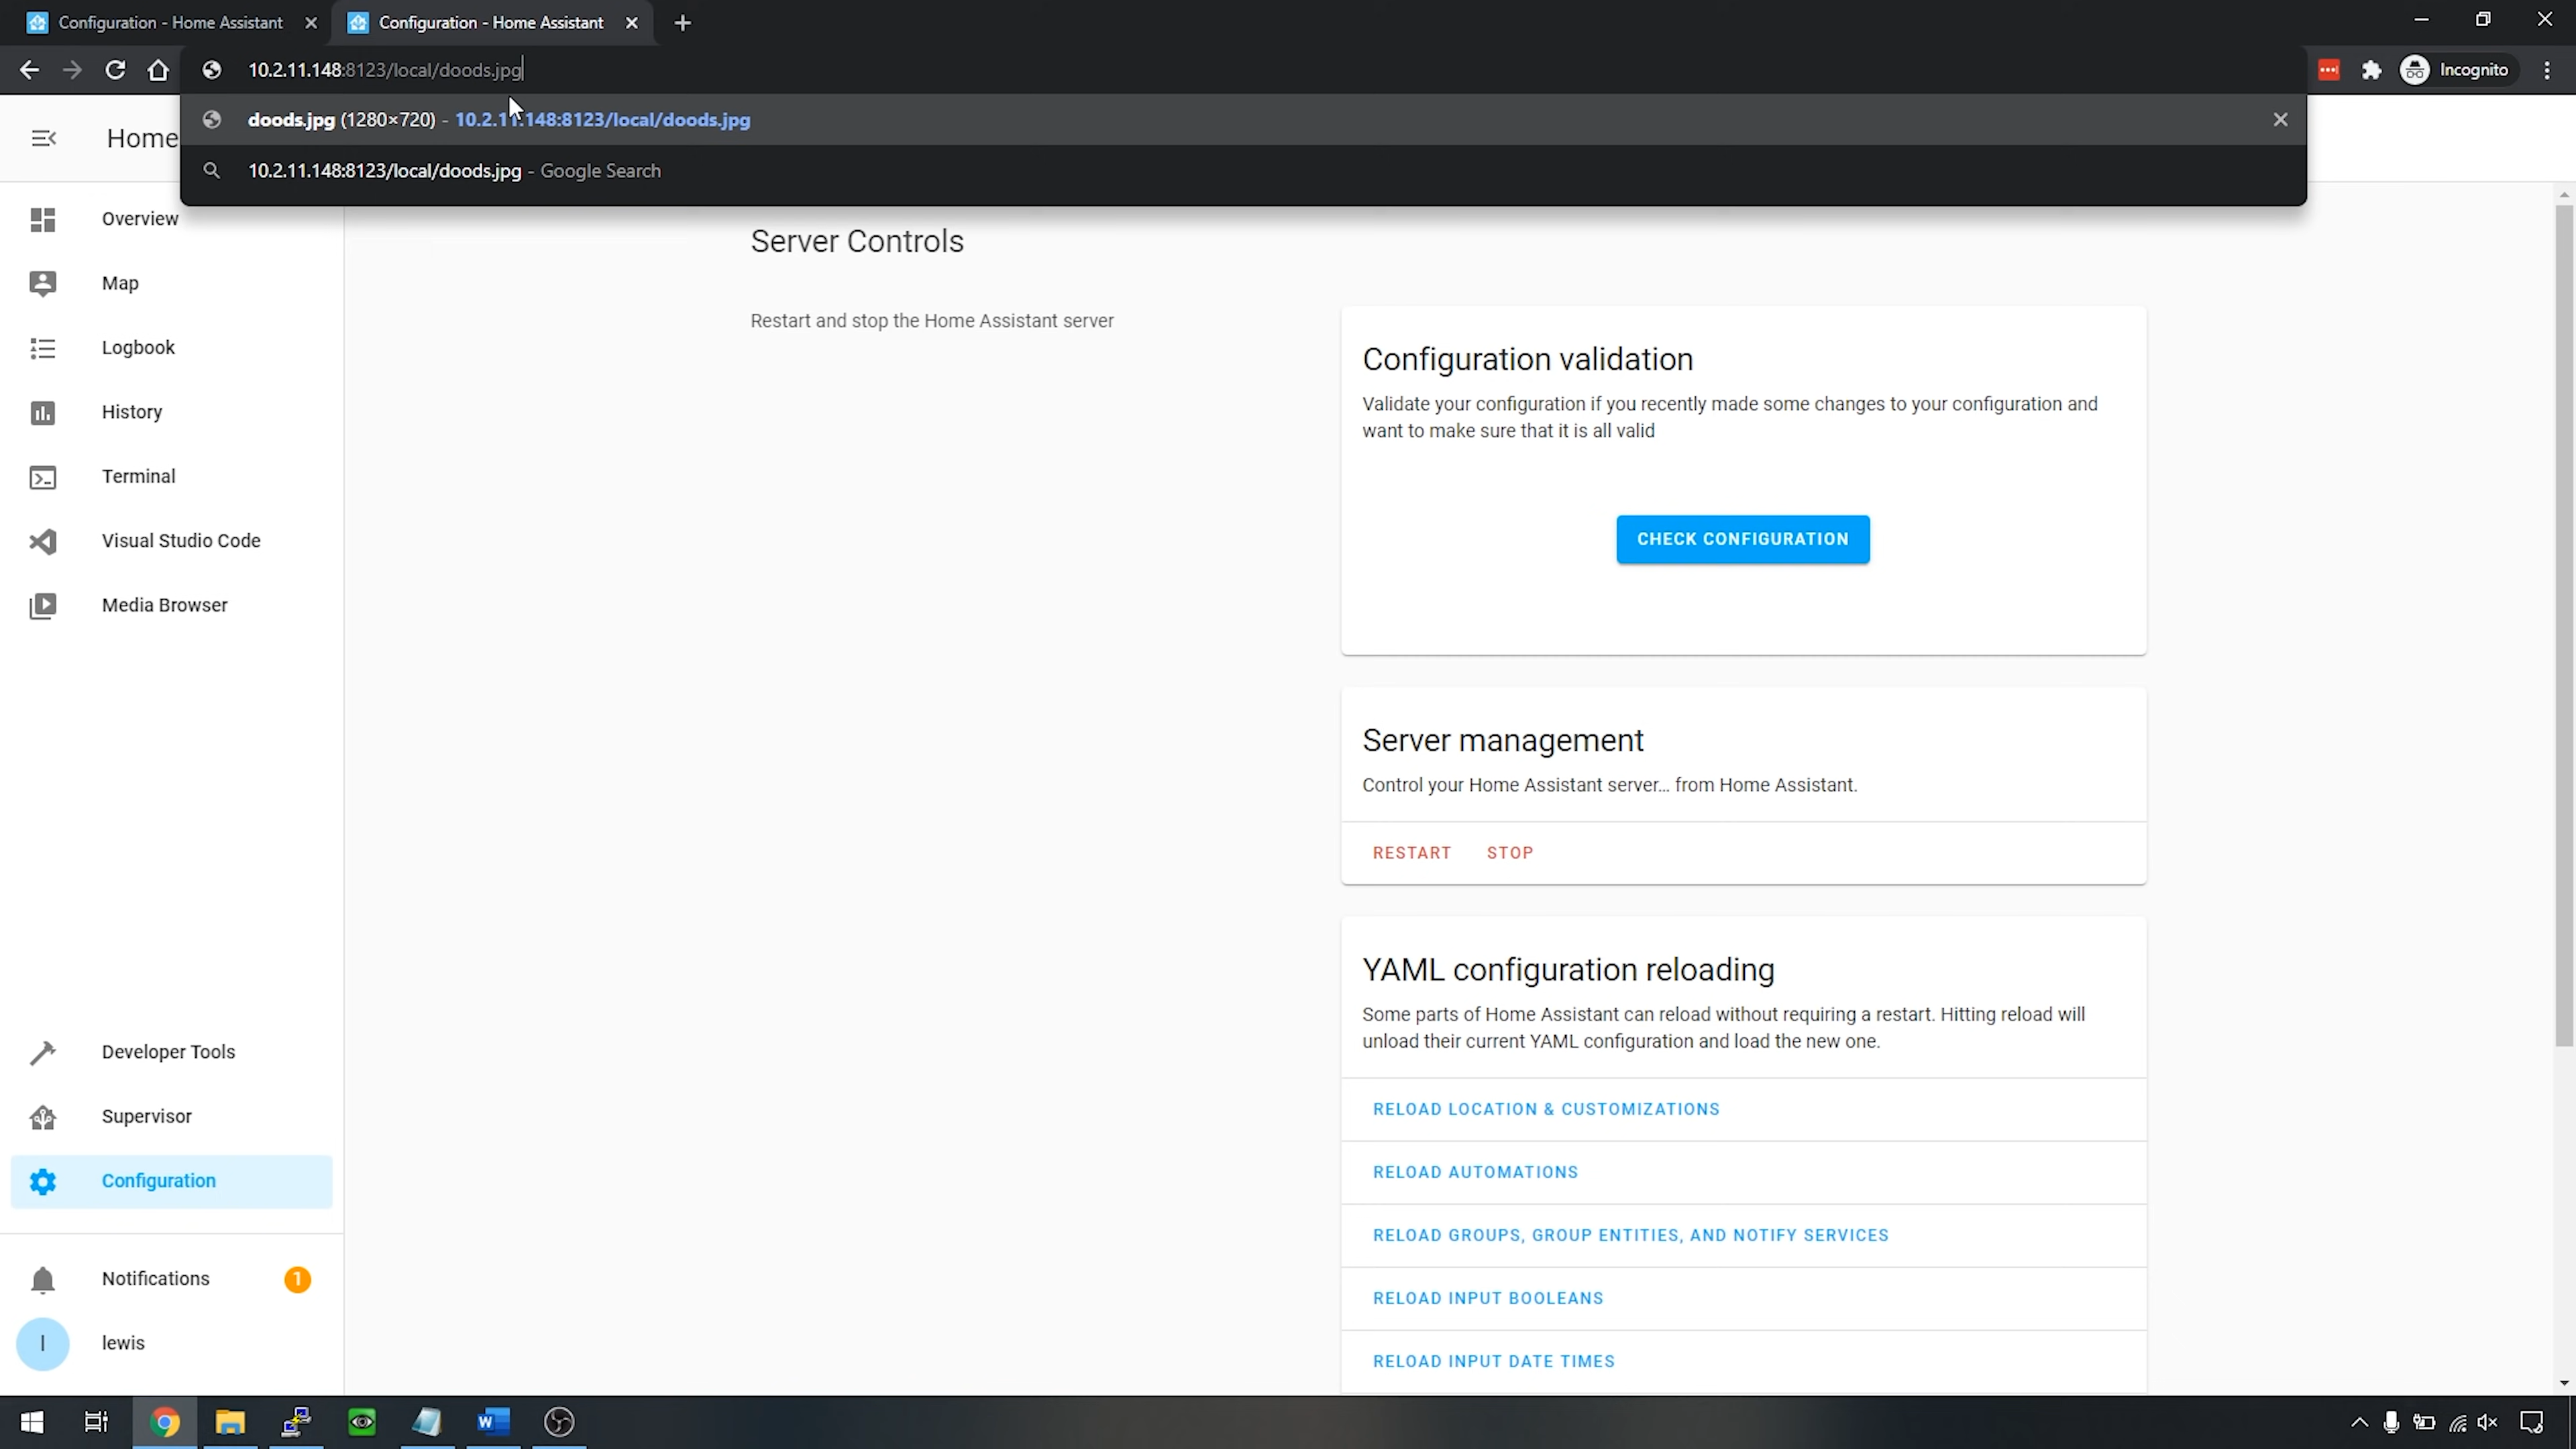 Configuration - Home Assistant
Configuration - Home Assistant
10.2.11.148:8123/local/doods.jpg
Incognito
doods.jpg (1280×720) - 10.2.11.148:8123/local/doods.jpg
10.2.11.148:8123/local/doods.jpg - Google Search
Home
Overview
Map
Logbook
History
Terminal
Visual Studio Code
Media Browser
Developer Tools
Supervisor
Configuration
Notifications 1
l lewis
Server Controls
Restart and stop the Home Assistant server
Configuration validation
Validate your configuration if you recently made some changes to your configuration and
want to make sure that it is all valid
CHECK CONFIGURATION
Server management
Control your Home Assistant server... from Home Assistant.
RESTART STOP
YAML configuration reloading
Some parts of Home Assistant can reload without requiring a restart. Hitting reload will
unload their current YAML configuration and load the new one.
RELOAD LOCATION & CUSTOMIZATIONS
RELOAD AUTOMATIONS
RELOAD GROUPS, GROUP ENTITIES, AND NOTIFY SERVICES
RELOAD INPUT BOOLEANS
RELOAD INPUT DATE TIMES